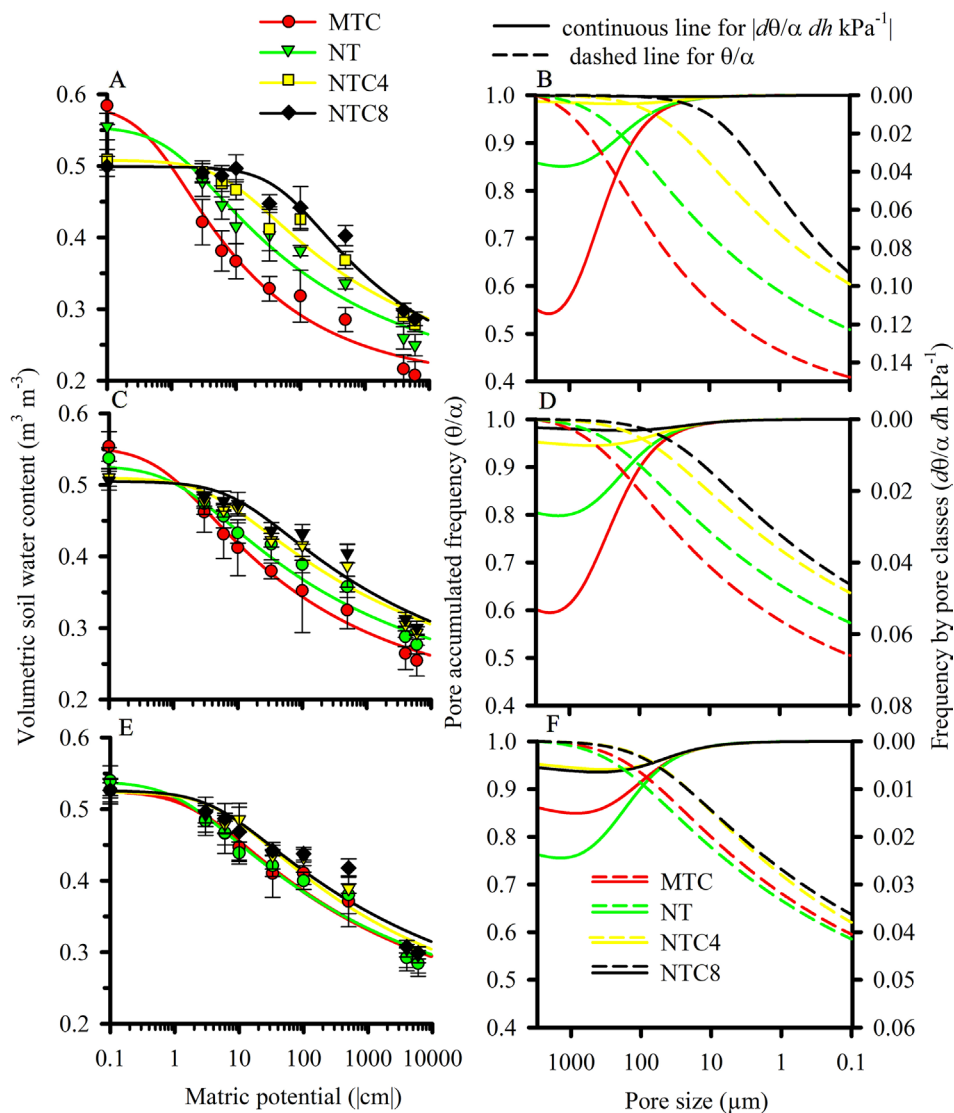 MTC
NT
NTC4
NTC8
continuous line for |dθ/α dh kPa⁻¹|
dashed line for θ/α
A
0.6
0.5
0.4
0.3
0.2
B
1.0
0.9
0.8
0.7
0.6
0.5
0.4
0.00
0.02
0.04
0.06
0.08
0.10
0.12
0.14
C
0.6
0.5
0.4
0.3
0.2
D
1.0
0.9
0.8
0.7
0.6
0.5
0.4
0.00
0.02
0.04
0.06
0.08
E
0.6
0.5
0.4
0.3
0.2
F
1.0
0.9
0.8
0.7
0.6
0.5
0.4
0.00
0.01
0.02
0.03
0.04
0.05
0.06
MTC
NT
NTC4
NTC8
0.1 1 10 100 1000 10000
1000 100 10 1 0.1
Matric potential (|cm|)
Pore size (µm)
Volumetric soil water content (m³ m⁻³)
Pore accumulated frequency (θ/α)
Frequency by pore classes (dθ/α dh kPa⁻¹)